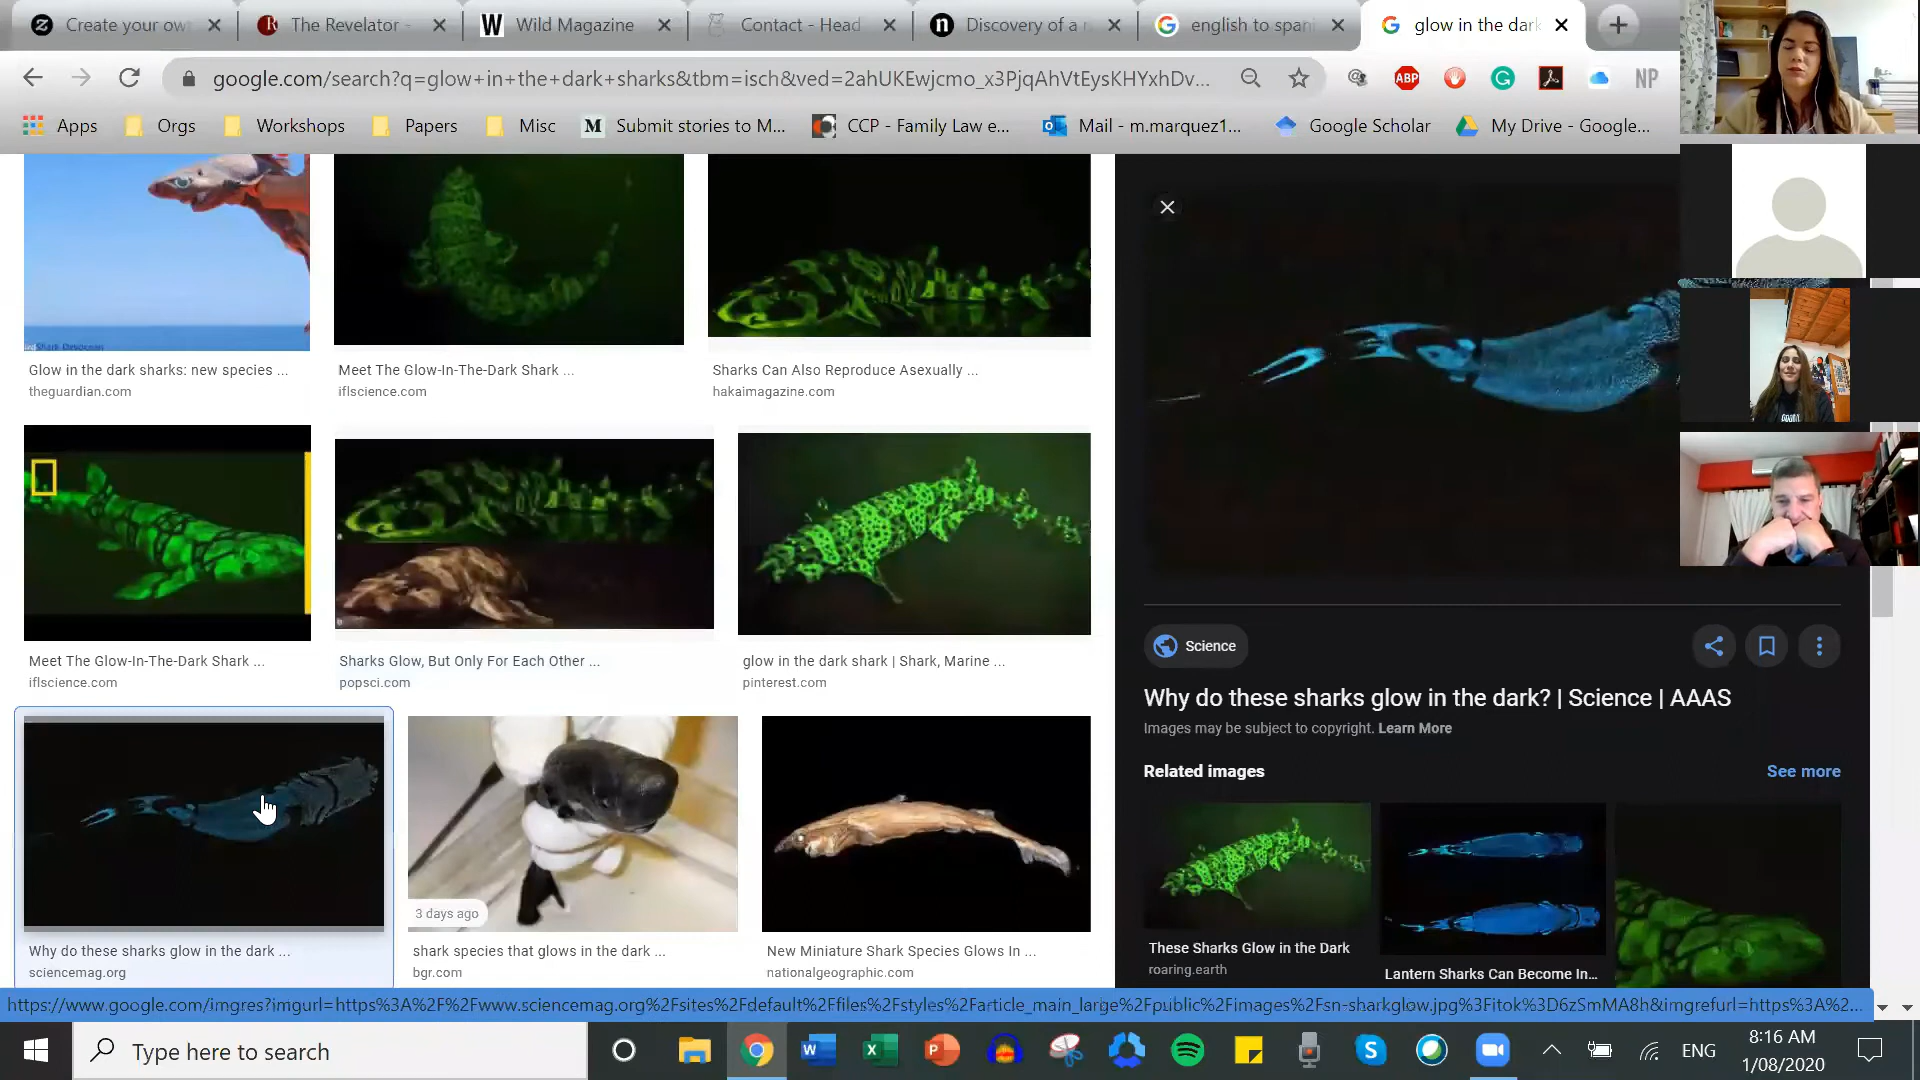 Create your own
The Revelator -
Wild Magazine
Contact - Head
Discovery of a
english to spani
glow in the dark
google.com/search?q=glow+in+the+dark+sharks&tbm=isch&ved=2ahUKEwjcmo_x3PjqAhVtEysKHYxhDv...
ABP
NP
Apps
Orgs
Workshops
Papers
Misc
M
Submit stories to M...
CCP - Family Law e...
Mail - m.marquez1...
Google Scholar
My Drive - Google...
Glow in the dark sharks: new species ...
theguardian.com
Meet The Glow-In-The-Dark Shark ...
iflscience.com
Sharks Can Also Reproduce Asexually ...
hakaimagazine.com
Meet The Glow-In-The-Dark Shark ...
iflscience.com
Sharks Glow, But Only For Each Other ...
popsci.com
glow in the dark shark | Shark, Marine ...
pinterest.com
Why do these sharks glow in the dark ...
sciencemag.org
3 days ago
shark species that glows in the dark ...
bgr.com
New Miniature Shark Species Glows In ...
nationalgeographic.com
Science
Why do these sharks glow in the dark? | Science | AAAS
Images may be subject to copyright. Learn More
Related images
See more
These Sharks Glow in the Dark
roaring.earth
Lantern Sharks Can Become In...
https://www.google.com/imgres?imgurl=https%3A%2F%2Fwww.sciencemag.org%2Fsites%2Fdefault%2Ffiles%2Fstyles%2Farticle_main_large%2Fpublic%2Fimages%2Fsn-sharkglow.jpg%3Fitok%3D6zSmMA8h&imgrefurl=https%3A%2...
Type here to search
ENG
8:16 AM
1/08/2020